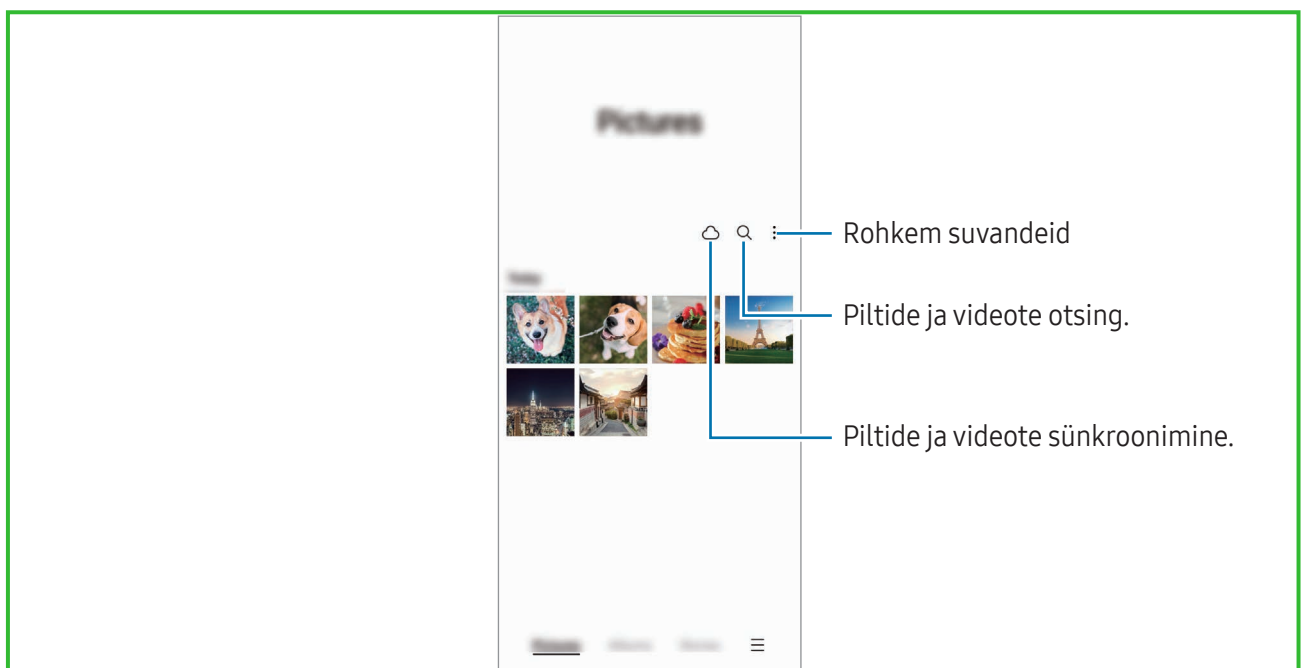 Pictures
Rohkem suvandeid
Piltide ja videote otsing.
Piltide ja videote sünkroonimine.